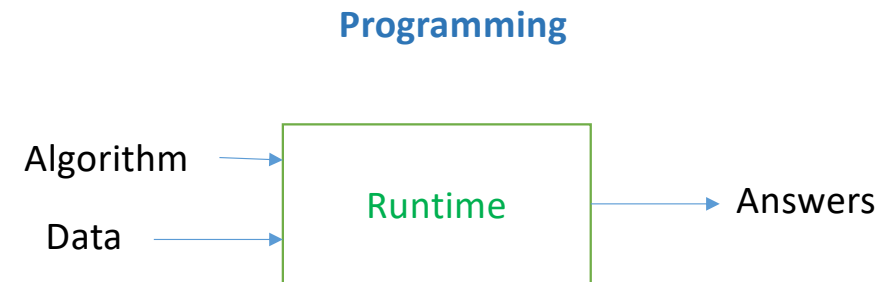 Programming
Algorithm
Runtime
Answers
Data